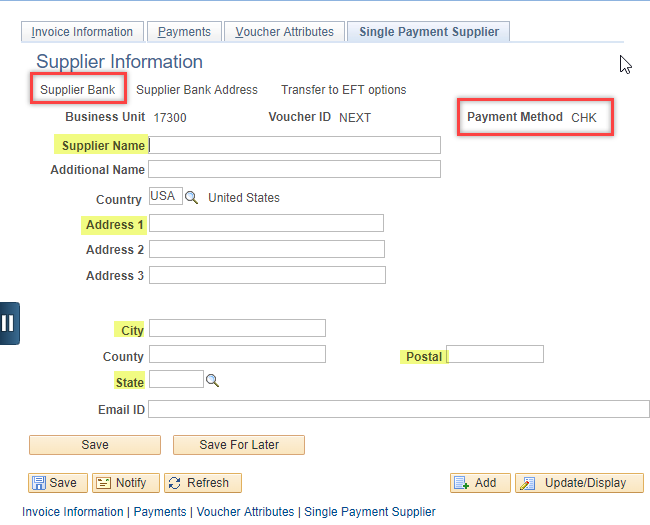 Invoice Information Payments Voucher Attributes Single Payment Supplier
Supplier Information
Supplier Bank Supplier Bank Address Transfer to EFT options
Business Unit 17300 Voucher ID NEXT Payment Method CHK
Supplier Name
Additional Name
Country USA United States
Address 1
Address 2
Address 3
City
County Postal
State
Email ID
Save Save For Later
Save Notify Refresh Add Update/Display
Invoice Information | Payments | Voucher Attributes | Single Payment Supplier